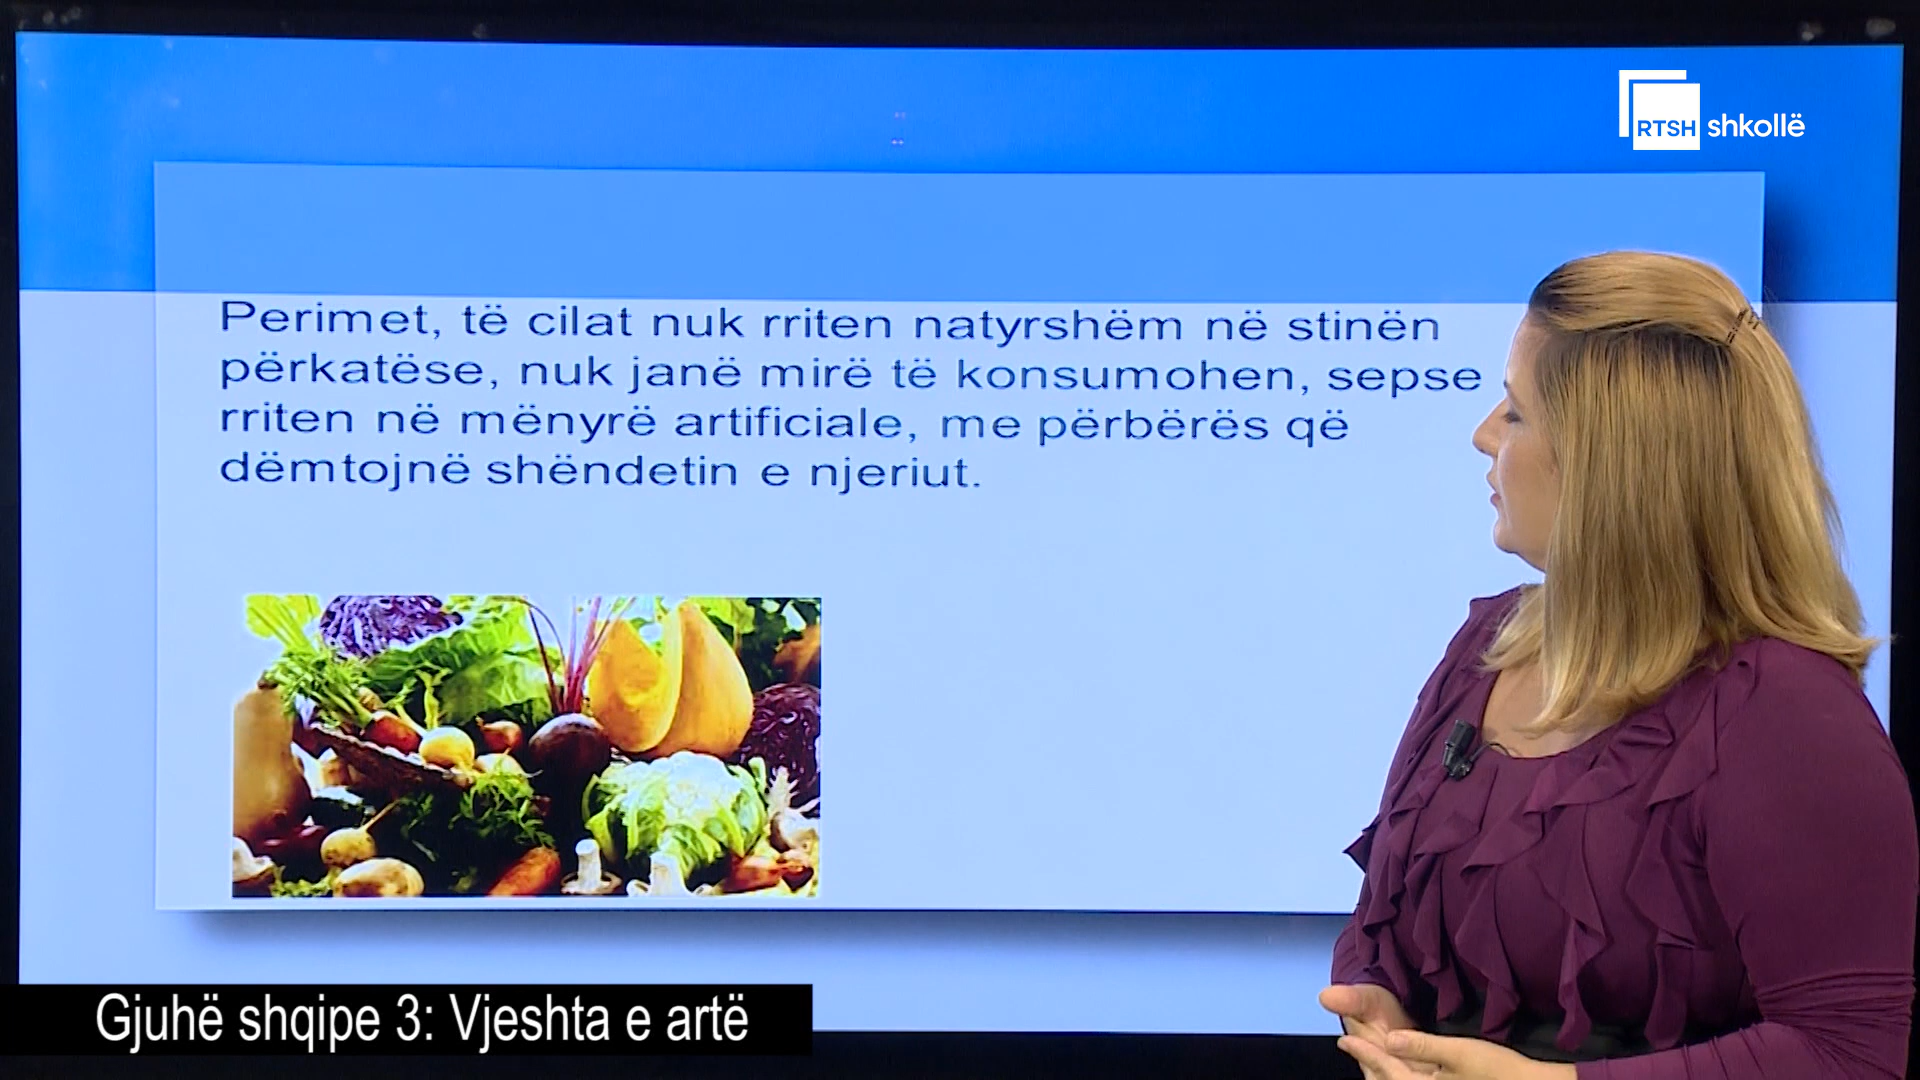 RTSH shkollë
Perimet, të cilat nuk rriten natyrshëm në stinën
përkatëse, nuk janë mirë të konsumohen, sepse
rriten në mënyrë artificiale, me përbërës që
dëmtojnë shëndetin e njeriut.
Gjuhë shqipe 3: Vjeshta e artë